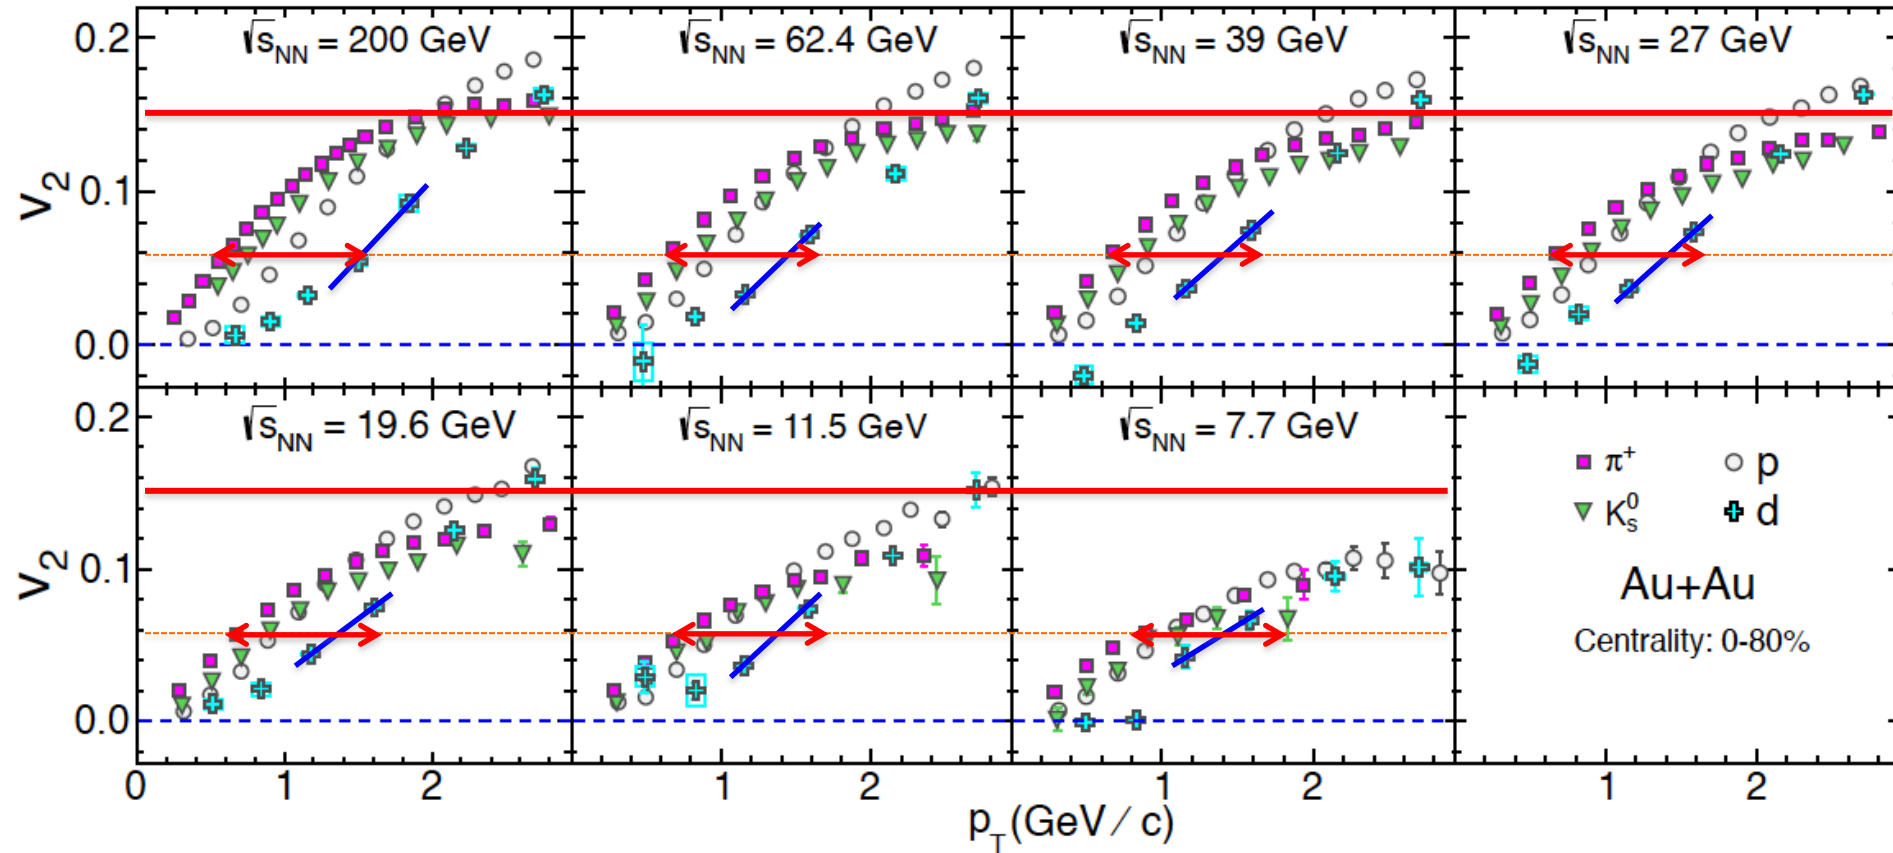 √sNN = 200 GeV
√sNN = 62.4 GeV
√sNN = 39 GeV
√sNN = 27 GeV
0.2
0.1
0.0
v2
√sNN = 19.6 GeV
√sNN = 11.5 GeV
√sNN = 7.7 GeV
0.2
0.1
0.0
v2
π+ p
K0s d
Au+Au
Centrality: 0-80%
0 1 2 1 2 1 2 1 2
pT (GeV/c)